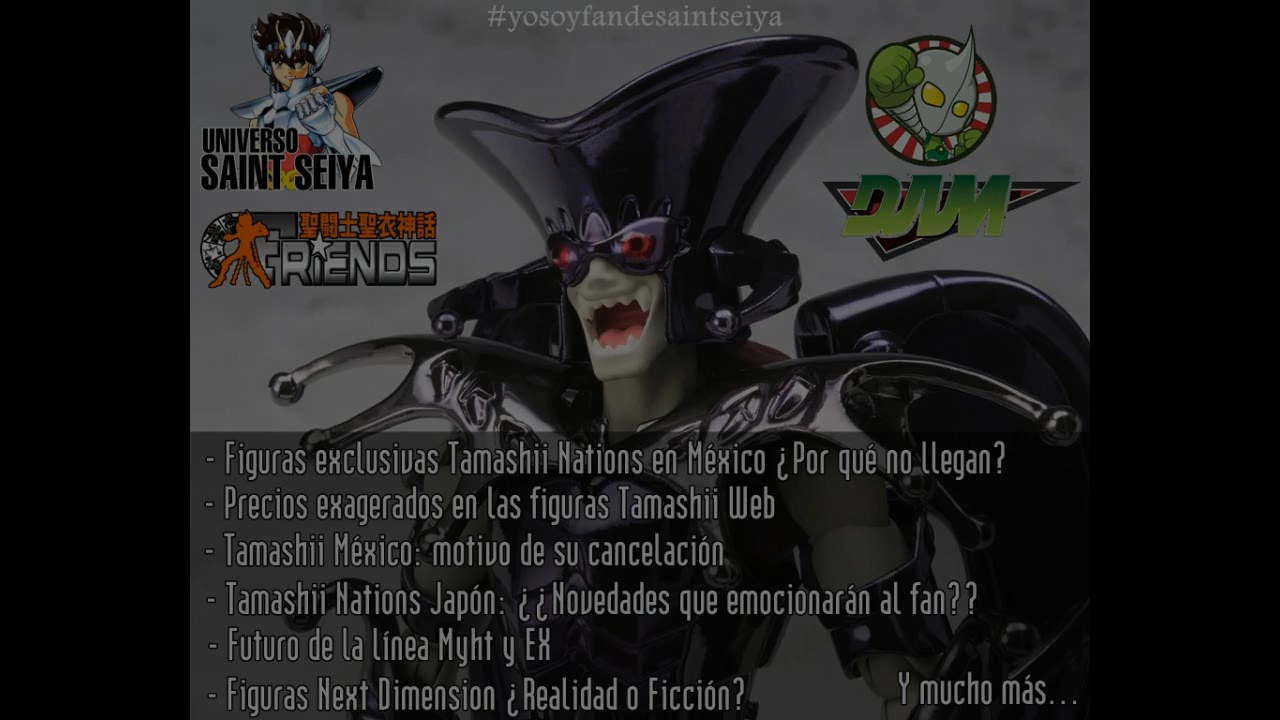 #yosoyfandesaintseiya
UNIVERSO
SAINT SEIYA
聖闘士聖衣神話
FRIENDS
DAM
- Figuras exclusivas Tamashii Nations en México ¿Por qué no llegan?
- Precios exagerados en las figuras Tamashii Web
- Tamashii México: motivo de su cancelación
- Tamashii Nations Japón: ¿¿Novedades que emocionarán al fan??
- Futuro de la línea Myht y EX
- Figuras Next Dimension ¿Realidad o Ficción?
Y mucho más...